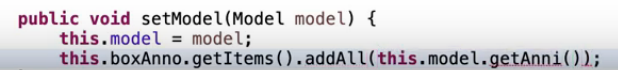 public void setModel(Model model) {
this.model = model;
this.boxAnno.getItems().addAll(this.model.getAnni());